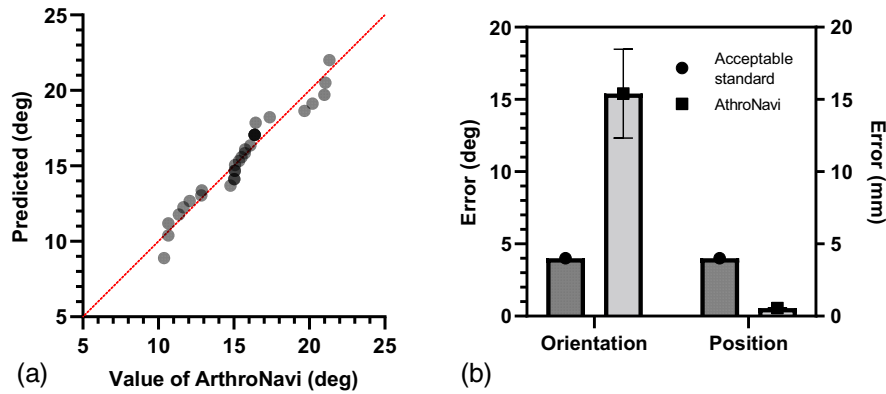 25
20
15
10
5
Predicted (deg)
5
10
15
20
25
Value of ArthroNavi (deg)
(a)
20
15
10
5
0
Error (deg)
Acceptable
standard
AthroNavi
20
15
10
5
0
Error (mm)
Orientation
Position
(b)